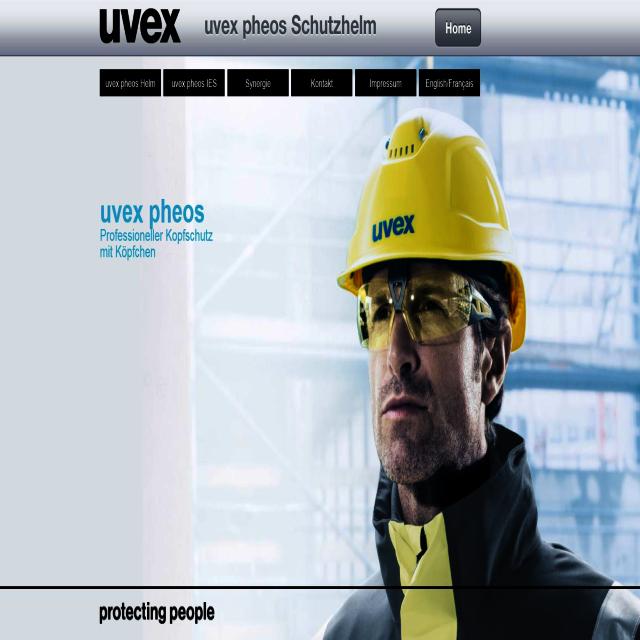 uvex uvex pheos Schutzhelm Home
uvex pheos Helm uvex pheos IES Synergie Kontakt Impressum English/Français
uvex
uvex pheos
Professioneller Kopfschutz
mit Köpfchen
protecting people